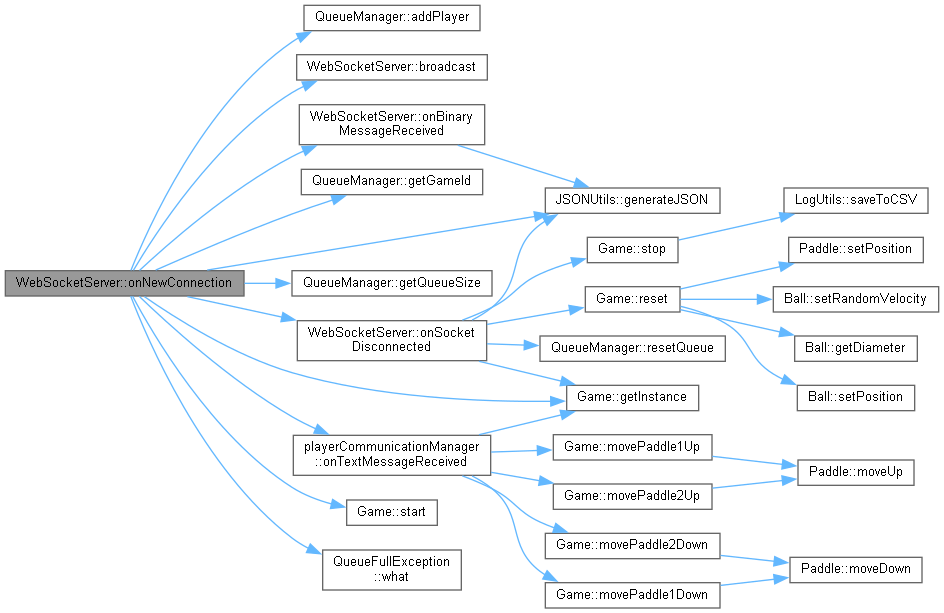 WebSocketServer::onNewConnection
QueueManager::addPlayer
WebSocketServer::broadcast
WebSocketServer::onBinary
MessageReceived
QueueManager::getGameId
QueueManager::getQueueSize
WebSocketServer::onSocket
Disconnected
playerCommunicationManager
::onTextMessageReceived
Game::start
QueueFullException
::what
JSONUtils::generateJSON
Game::stop
Game::reset
QueueManager::resetQueue
Game::getInstance
Game::movePaddle1Up
Game::movePaddle2Up
Game::movePaddle2Down
Game::movePaddle1Down
LogUtils::saveToCSV
Paddle::setPosition
Ball::setRandomVelocity
Ball::getDiameter
Ball::setPosition
Paddle::moveUp
Paddle::moveDown